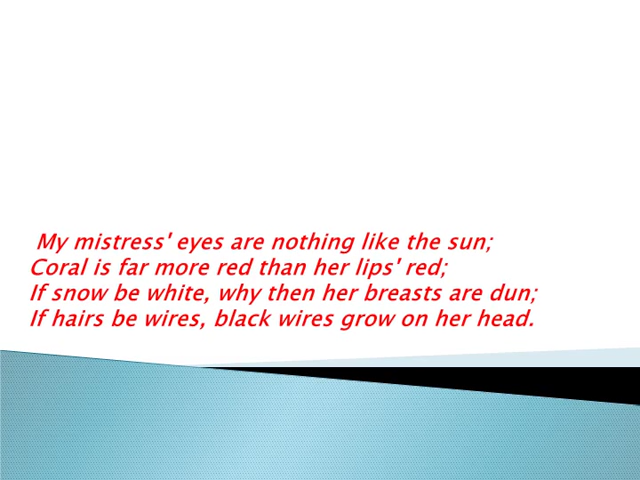 My mistress' eyes are nothing like the sun;
Coral is far more red than her lips' red;
If snow be white, why then her breasts are dun;
If hairs be wires, black wires grow on her head.